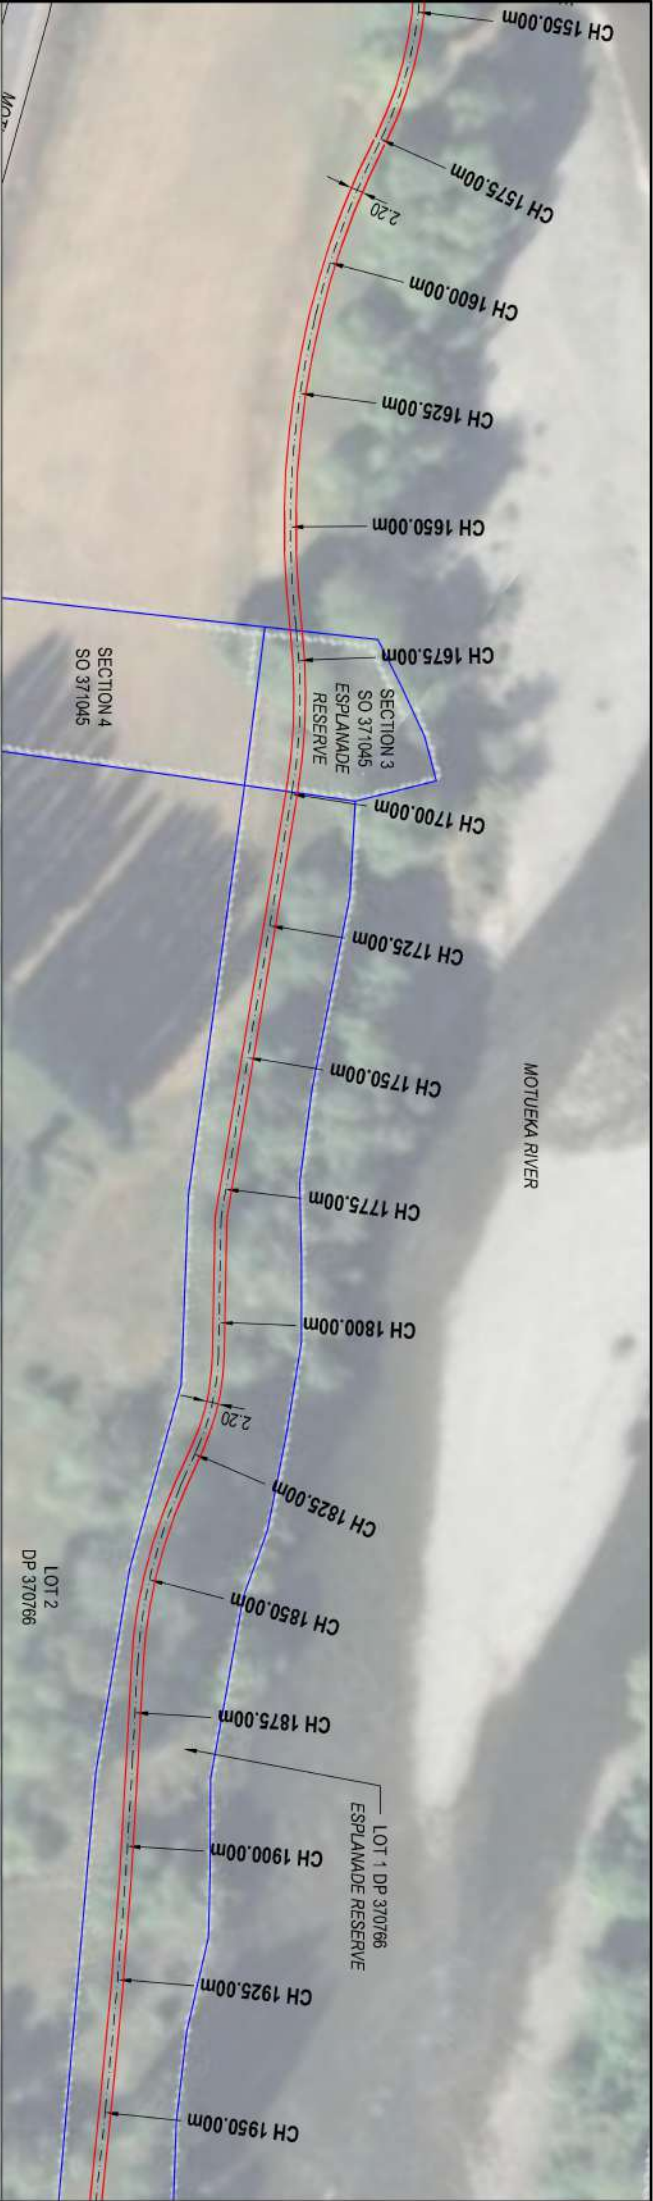 CH 1550.00m
CH 1575.00m
2.20
CH 1600.00m
CH 1625.00m
CH 1650.00m
CH 1675.00m
SECTION 3
SO 371045
ESPLANADE
RESERVE
SECTION 4
SO 371045
CH 1700.00m
CH 1725.00m
CH 1750.00m
MOTUEKA RIVER
CH 1775.00m
CH 1800.00m
2.20
CH 1825.00m
LOT 2
DP 370766
CH 1850.00m
CH 1875.00m
LOT 1 DP 370766
ESPLANADE RESERVE
CH 1900.00m
CH 1925.00m
CH 1950.00m